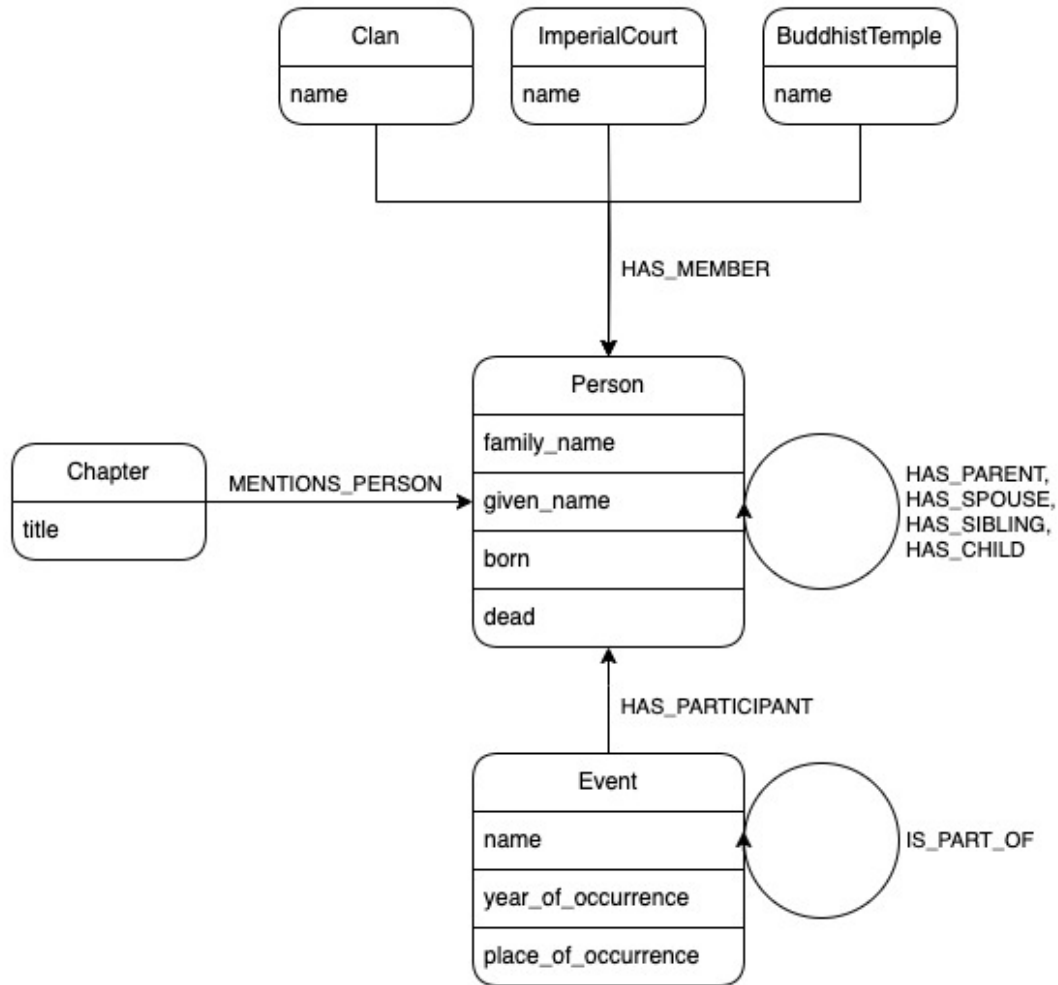 Clan
name
ImperialCourt
name
BuddhistTemple
name
HAS_MEMBER
Person
family_name
given_name
born
dead
Chapter
title
MENTIONS_PERSON
HAS_PARENT,
HAS_SPOUSE,
HAS_SIBLING,
HAS_CHILD
HAS_PARTICIPANT
Event
name
year_of_occurrence
place_of_occurrence
IS_PART_OF